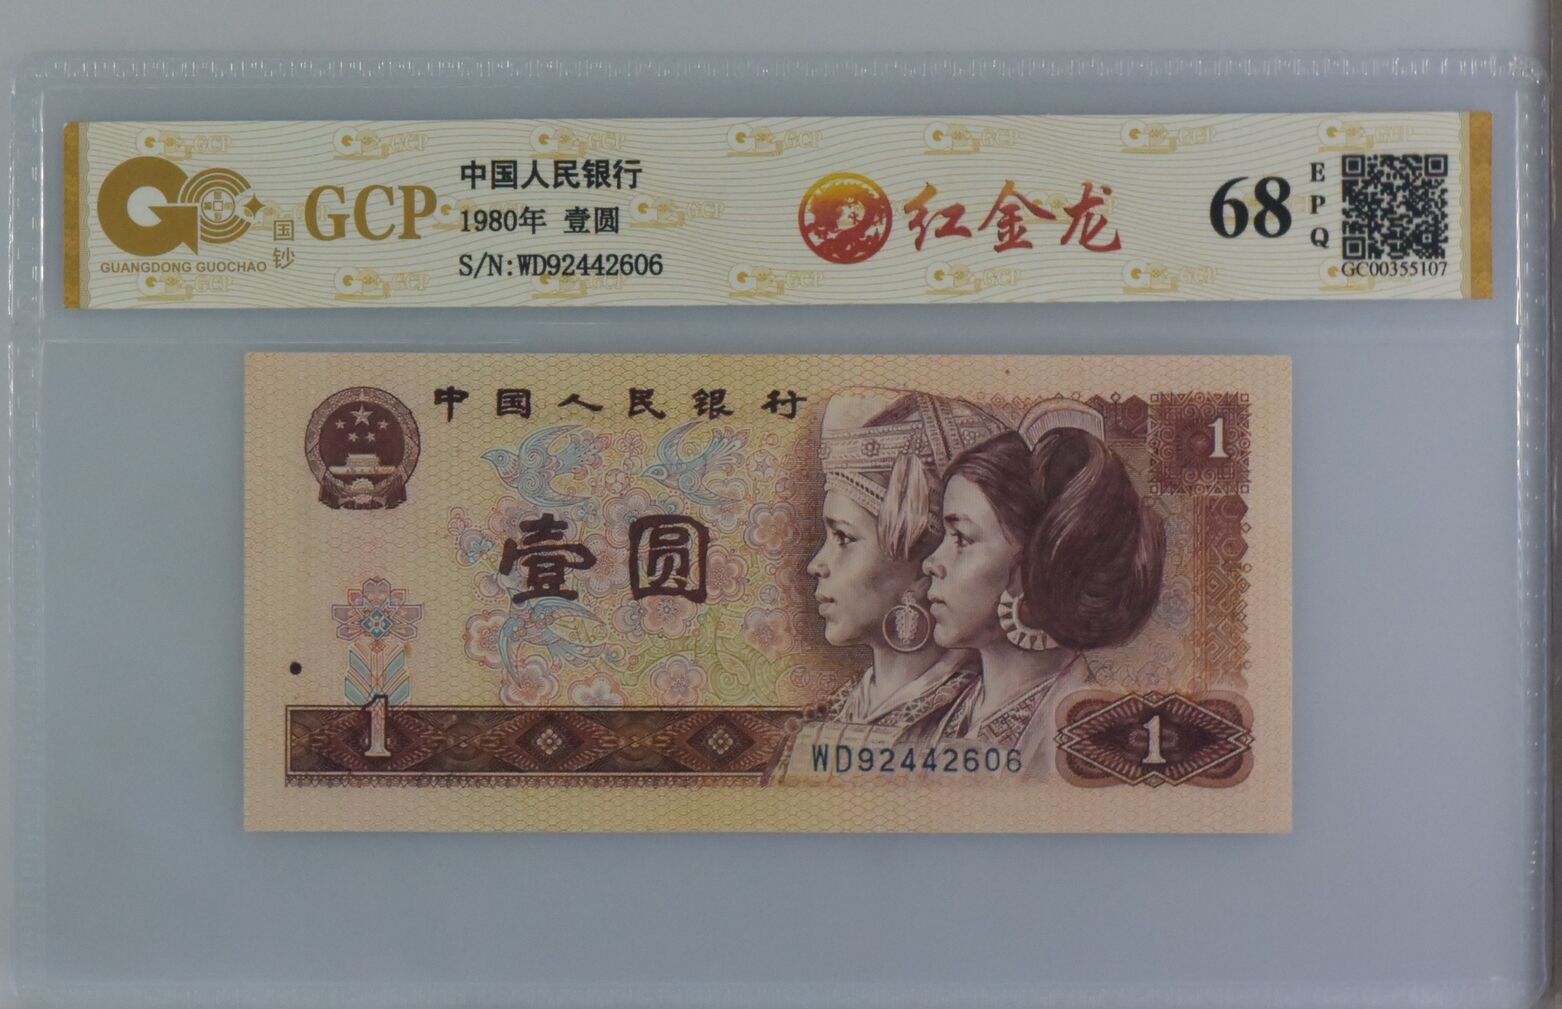 GCP
国钞
GUANGDONG GUOCHAO
中国人民银行
1980年 壹圆
S/N:WD92442606
红金龙
68
EPQ
GC00355107
中国人民银行
1
壹圆
1
WD92442606
1